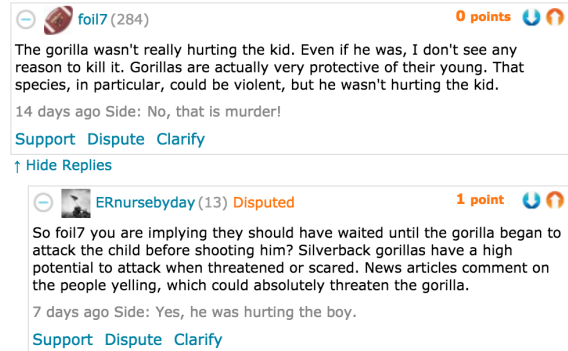 foil7 (284) 0 points
The gorilla wasn't really hurting the kid. Even if he was, I don't see any
reason to kill it. Gorillas are actually very protective of their young. That
species, in particular, could be violent, but he wasn't hurting the kid.
14 days ago Side: No, that is murder!
Support Dispute Clarify
↑ Hide Replies
ERnursebyday (13) Disputed 1 point
So foil7 you are implying they should have waited until the gorilla began to
attack the child before shooting him? Silverback gorillas have a high
potential to attack when threatened or scared. News articles comment on
the people yelling, which could absolutely threaten the gorilla.
7 days ago Side: Yes, he was hurting the boy.
Support Dispute Clarify